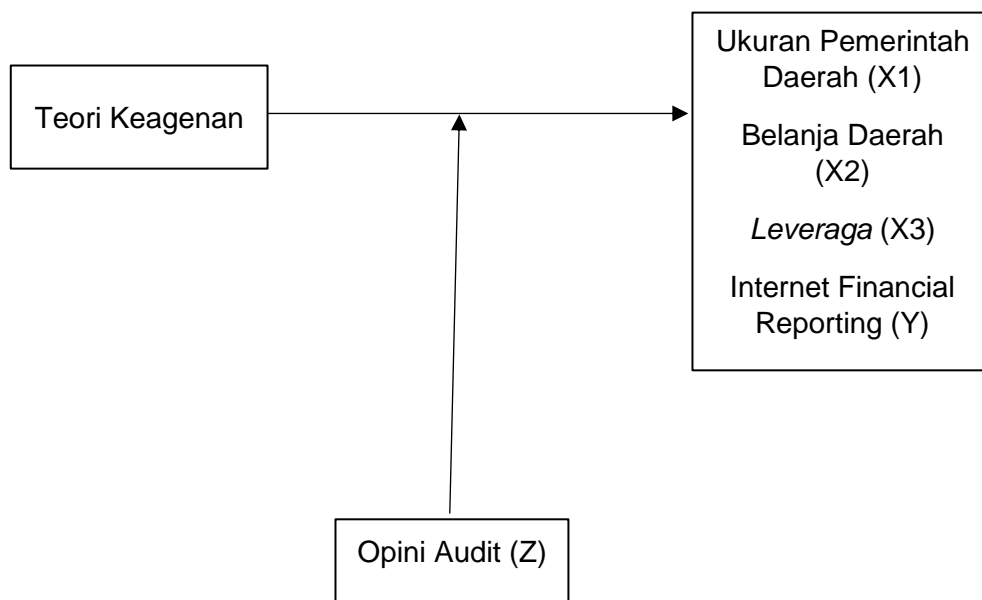 Teori Keagenan
Ukuran Pemerintah
Daerah (X1)
Belanja Daerah
(X2)
Leveraga (X3)
Internet Financial
Reporting (Y)
Opini Audit (Z)